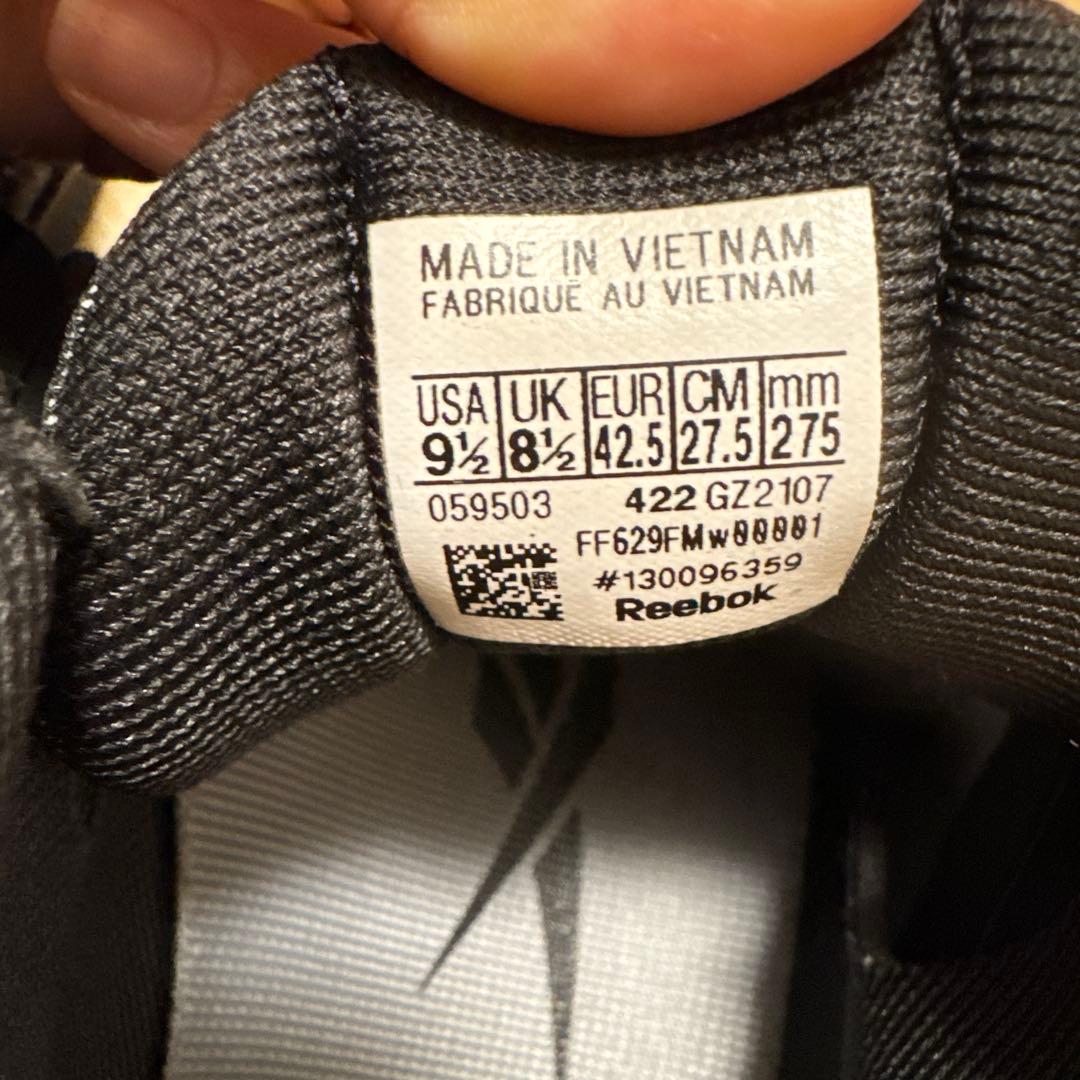 MADE IN VIETNAM
FABRIQUÉ AU VIETNAM
USA UK EUR CM mm
9½ 8½ 42.5 27.5 275
059503 422 GZ2107
FF629FMw00001
#130096359
Reebok